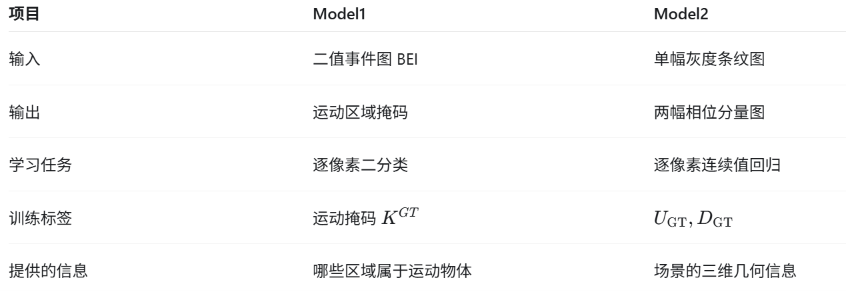 项目 Model1 Model2
输入 二值事件图 BEI 单幅灰度条纹图
输出 运动区域掩码 两幅相位分量图
学习任务 逐像素二分类 逐像素连续值回归
训练标签 运动掩码 K^{GT} U_{GT}, D_{GT}
提供的信息 哪些区域属于运动物体 场景的三维几何信息